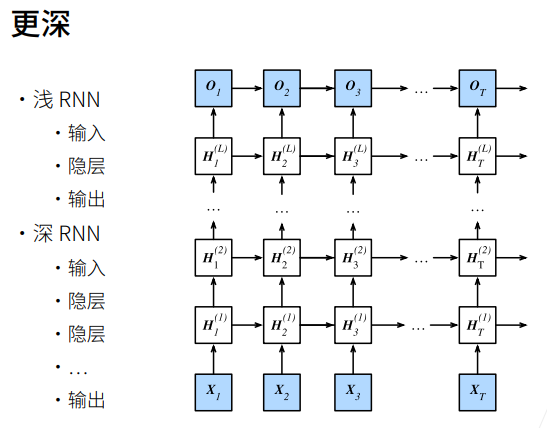 更深
• 浅 RNN
• 输入
• 隐层
• 输出
• 深 RNN
• 输入
• 隐层
• 隐层
• …
• 输出
O_1 O_2 O_3 … O_T
H_1^(L) H_2^(L) H_3^(L) … H_T^(L)
… … … …
H_1^(2) H_2^(2) H_3^(2) … H_T^(2)
H_1^(1) H_2^(1) H_3^(1) … H_T^(1)
X_1 X_2 X_3 X_T